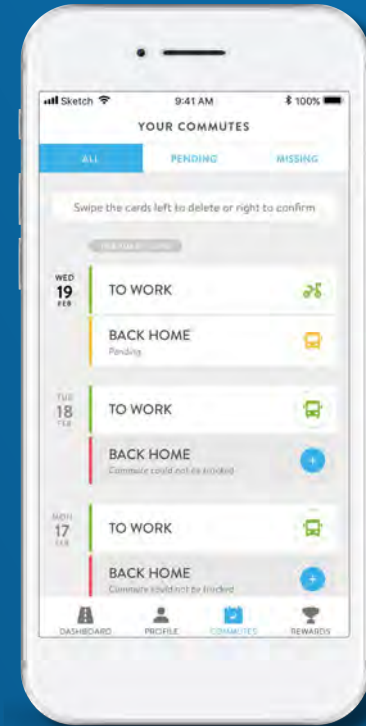 Sketch 9:41 AM 100%
YOUR COMMUTES
ALL PENDING MISSING
Swipe the cards left to delete or right to confirm
WED
19
FEB
TO WORK
BACK HOME
Pending
TUE
18
FEB
TO WORK
BACK HOME
Commute could not be tracked
MON
17
FEB
TO WORK
BACK HOME
Commute could not be tracked
DASHBOARD PROFILE COMMUTES REWARDS